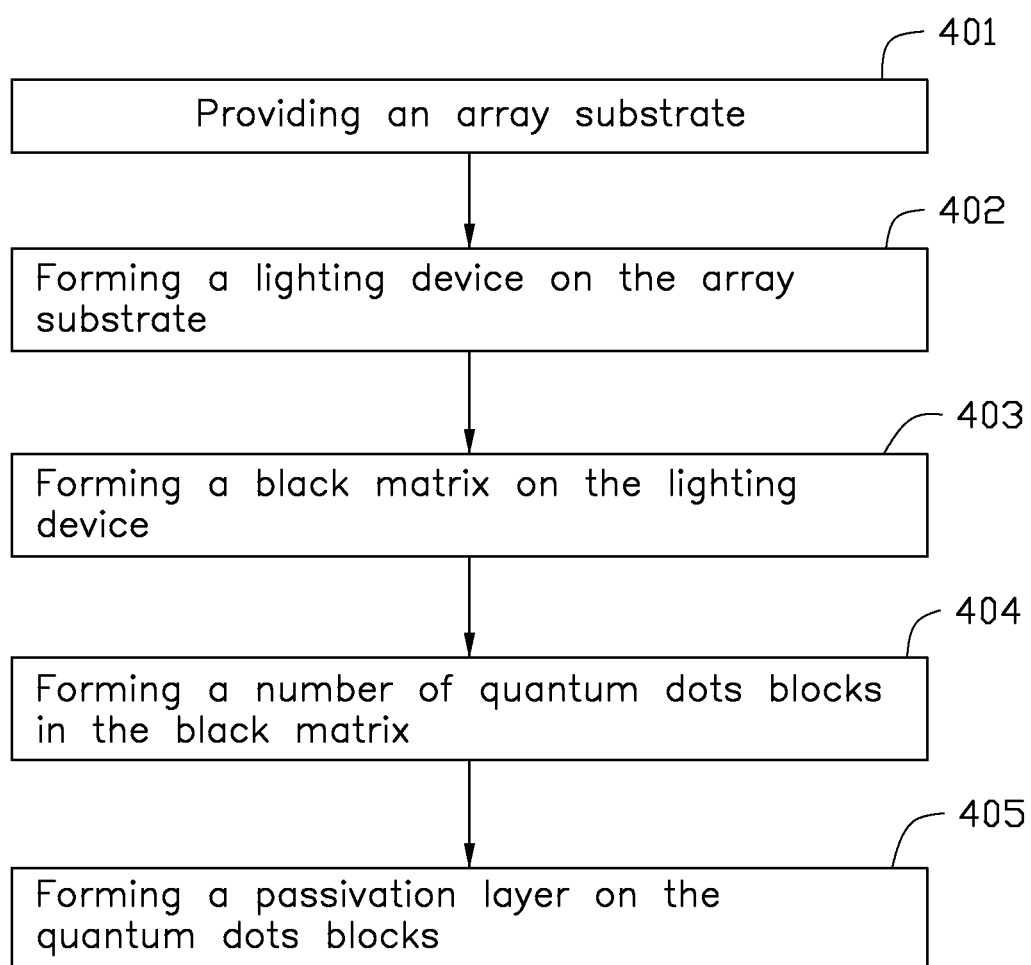 401
Providing an array substrate
402
Forming a lighting device on the array
substrate
403
Forming a black matrix on the lighting
device
404
Forming a number of quantum dots blocks
in the black matrix
405
Forming a passivation layer on the
quantum dots blocks